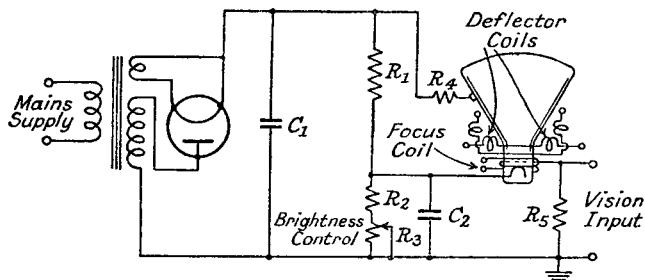 Deflector
Coils
Mains
Supply
C1
R1
R4
Focus
Coil
R2
Brightness
Control
R3
C2
R5
Vision
Input